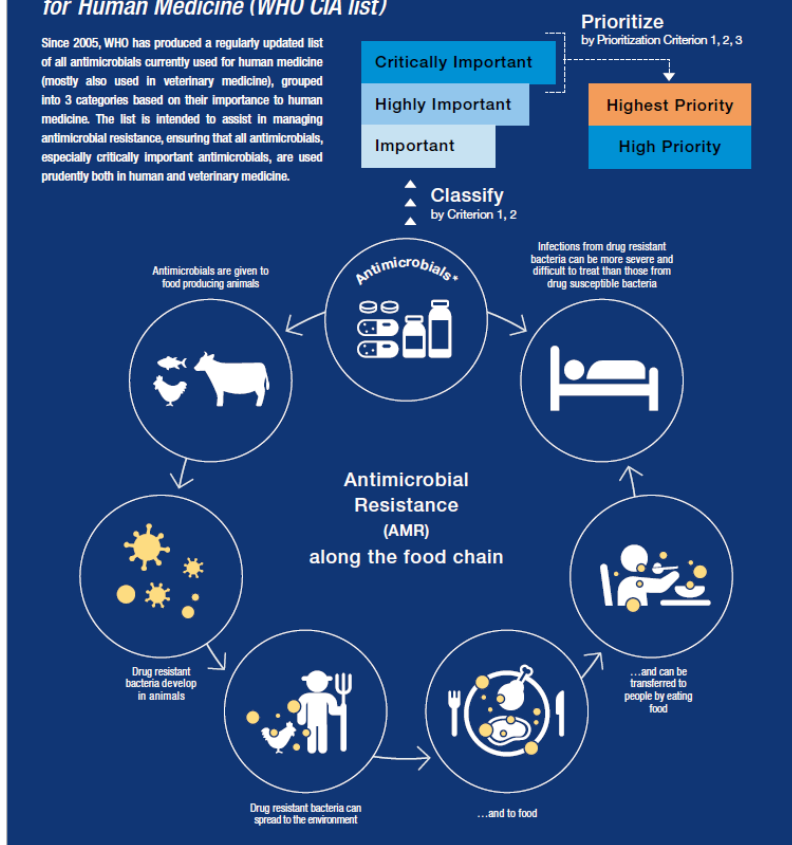 for Human Medicine (WHO CIA list)
Since 2005, WHO has produced a regularly updated list
of all antimicrobials currently used for human medicine
(mostly also used in veterinary medicine), grouped
into 3 categories based on their importance to human
medicine. The list is intended to assist in managing
antimicrobial resistance, ensuring that all antimicrobials,
especially critically important antimicrobials, are used
prudently both in human and veterinary medicine.
Prioritize
by Prioritization Criterion 1, 2, 3
Critically Important
Highly Important
Important
Highest Priority
High Priority
Classify
by Criterion 1, 2
Antimicrobials*
Antimicrobials are given to
food producing animals
Infections from drug resistant
bacteria can be more severe and
difficult to treat than those from
drug susceptible bacteria
Antimicrobial
Resistance
(AMR)
along the food chain
Drug resistant
bacteria develop
in animals
Drug resistant bacteria can
spread to the environment
...and to food
...and can be
transferred to
people by eating
food